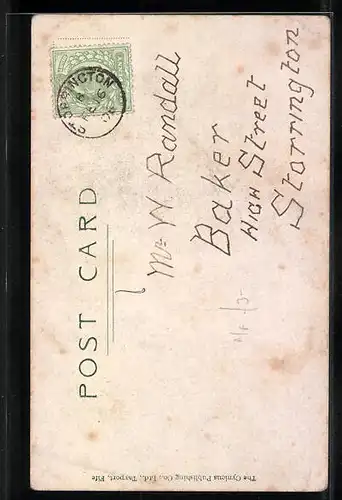 POST CARD
STORRINGTON
Mr W. Randall
Baker
HIGH Street
Storrington
The Cynicus Publishing Co., Ltd., Tayport, Fife